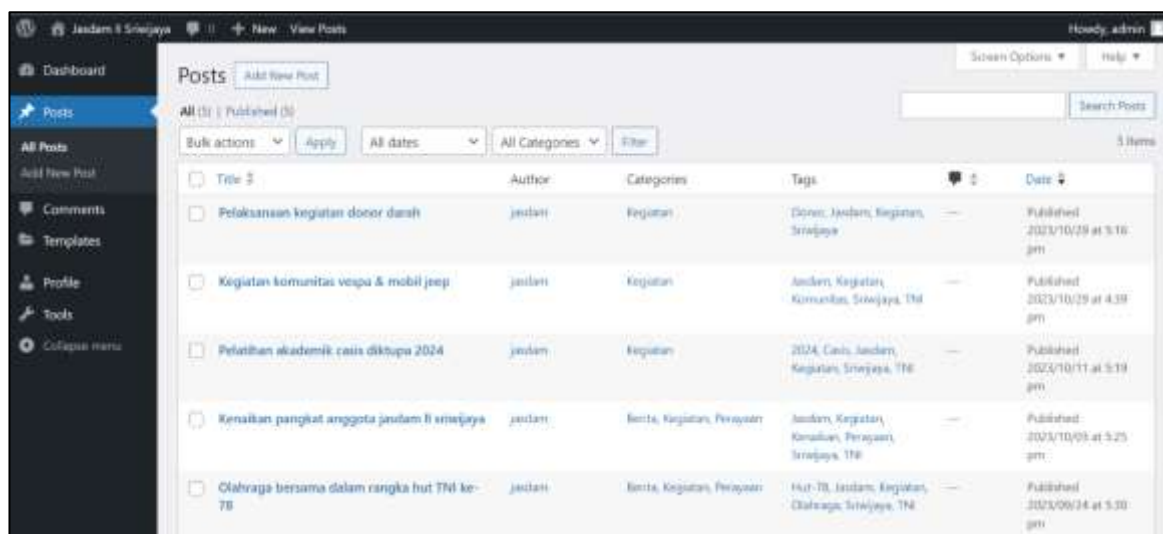 Jasdam II Sriwijaya 0 + New View Posts Howdy, admin
Dashboard
Posts
All Posts
Add New Post
Comments
Templates
Profile
Tools
Collapse menu
Screen Options Help
Posts Add New Post
All (5) | Published (5)
Search Posts
Bulk actions Apply All dates All Categories Filter
5 items
Title Author Categories Tags Date
Pelaksanaan kegiatan donor darah jasdam Kegiatan Donor, Jasdam, Kegiatan, — Published
Sriwijaya 2023/10/29 at 5:16
pm
Kegiatan komunitas vespa & mobil jeep jasdam Kegiatan Jasdam, Kegiatan, — Published
Komunitas, Sriwijaya, TNI 2023/10/29 at 4:39
pm
Pelatihan akademik casis diktupa 2024 jasdam Kegiatan 2024, Casis, Jasdam, — Published
Kegiatan, Sriwijaya, TNI 2023/10/11 at 5:19
pm
Kenaikan pangkat anggota jasdam II sriwijaya jasdam Berita, Kegiatan, Perayaan Jasdam, Kegiatan, — Published
Kenaikan, Perayaan, 2023/10/05 at 5:25
Sriwijaya, TNI pm
Olahraga bersama dalam rangka hut TNI ke- jasdam Berita, Kegiatan, Perayaan Hut-78, Jasdam, Kegiatan, — Published
78 Olahraga, Sriwijaya, TNI 2023/09/24 at 5:30
pm